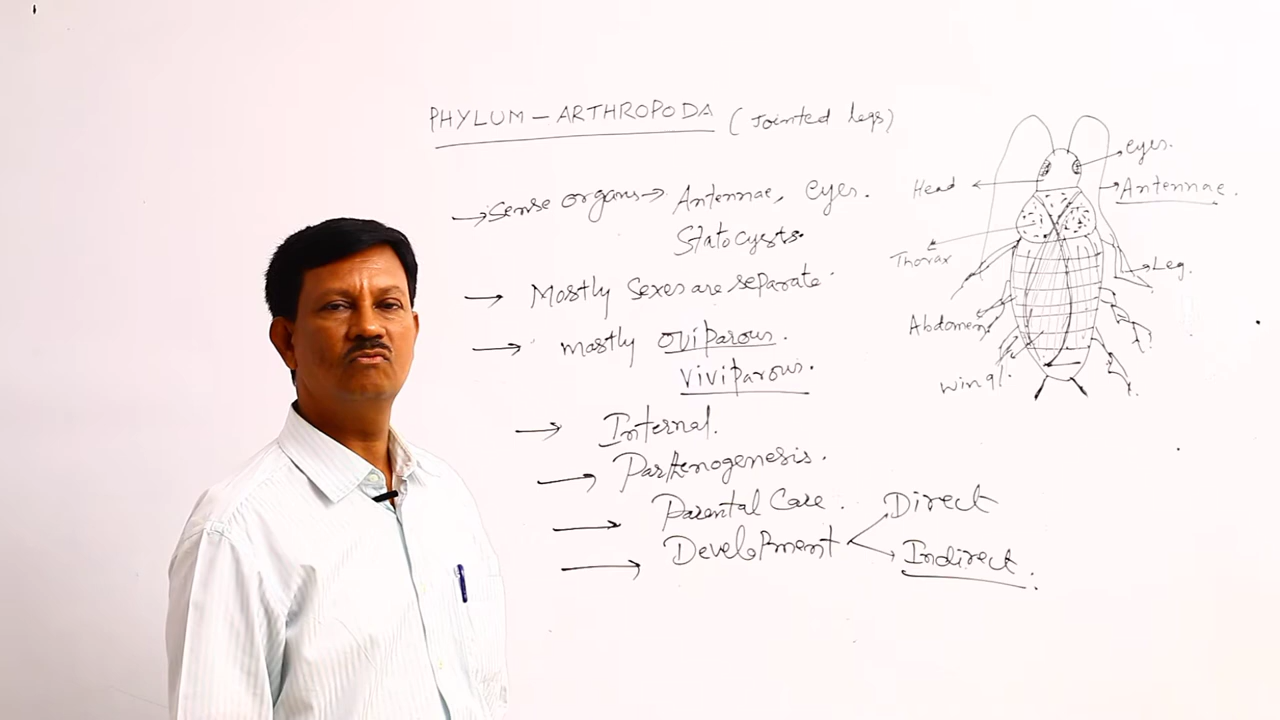 PHYLUM - ARTHROPODA (Jointed legs)
→ Sense organs → Antennae, eyes.
Statocysts.
→ Mostly Sexes are separate.
→ mostly oviparous.
viviparous.
→ Internal.
→ Parthenogenesis.
→ Parental Care.
→ Development Direct
Indirect.
eyes.
Head
Antennae.
Thorax
Leg.
Abdomen
wing